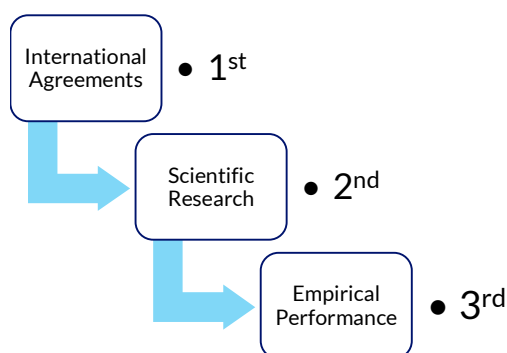 International
Agreements
• 1st
Scientific
Research
• 2nd
Empirical
Performance
• 3rd